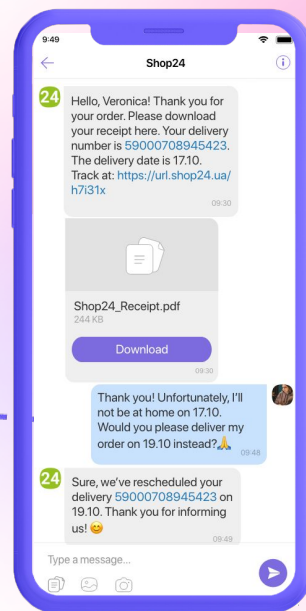 9:49
Shop24
24
Hello, Veronica! Thank you for
your order. Please download
your receipt here. Your delivery
number is 59000708945423.
The delivery date is 17.10.
Track at: https://url.shop24.ua/
h7i31x
09:30
Shop24_Receipt.pdf
244 KB
Download
09:30
Thank you! Unfortunately, I'll
not be at home on 17.10.
Would you please deliver my
order on 19.10 instead?🙏
09:48
24
Sure, we've rescheduled your
delivery 59000708945423 on
19.10. Thank you for informing
us! 😊
09:49
Type a message...